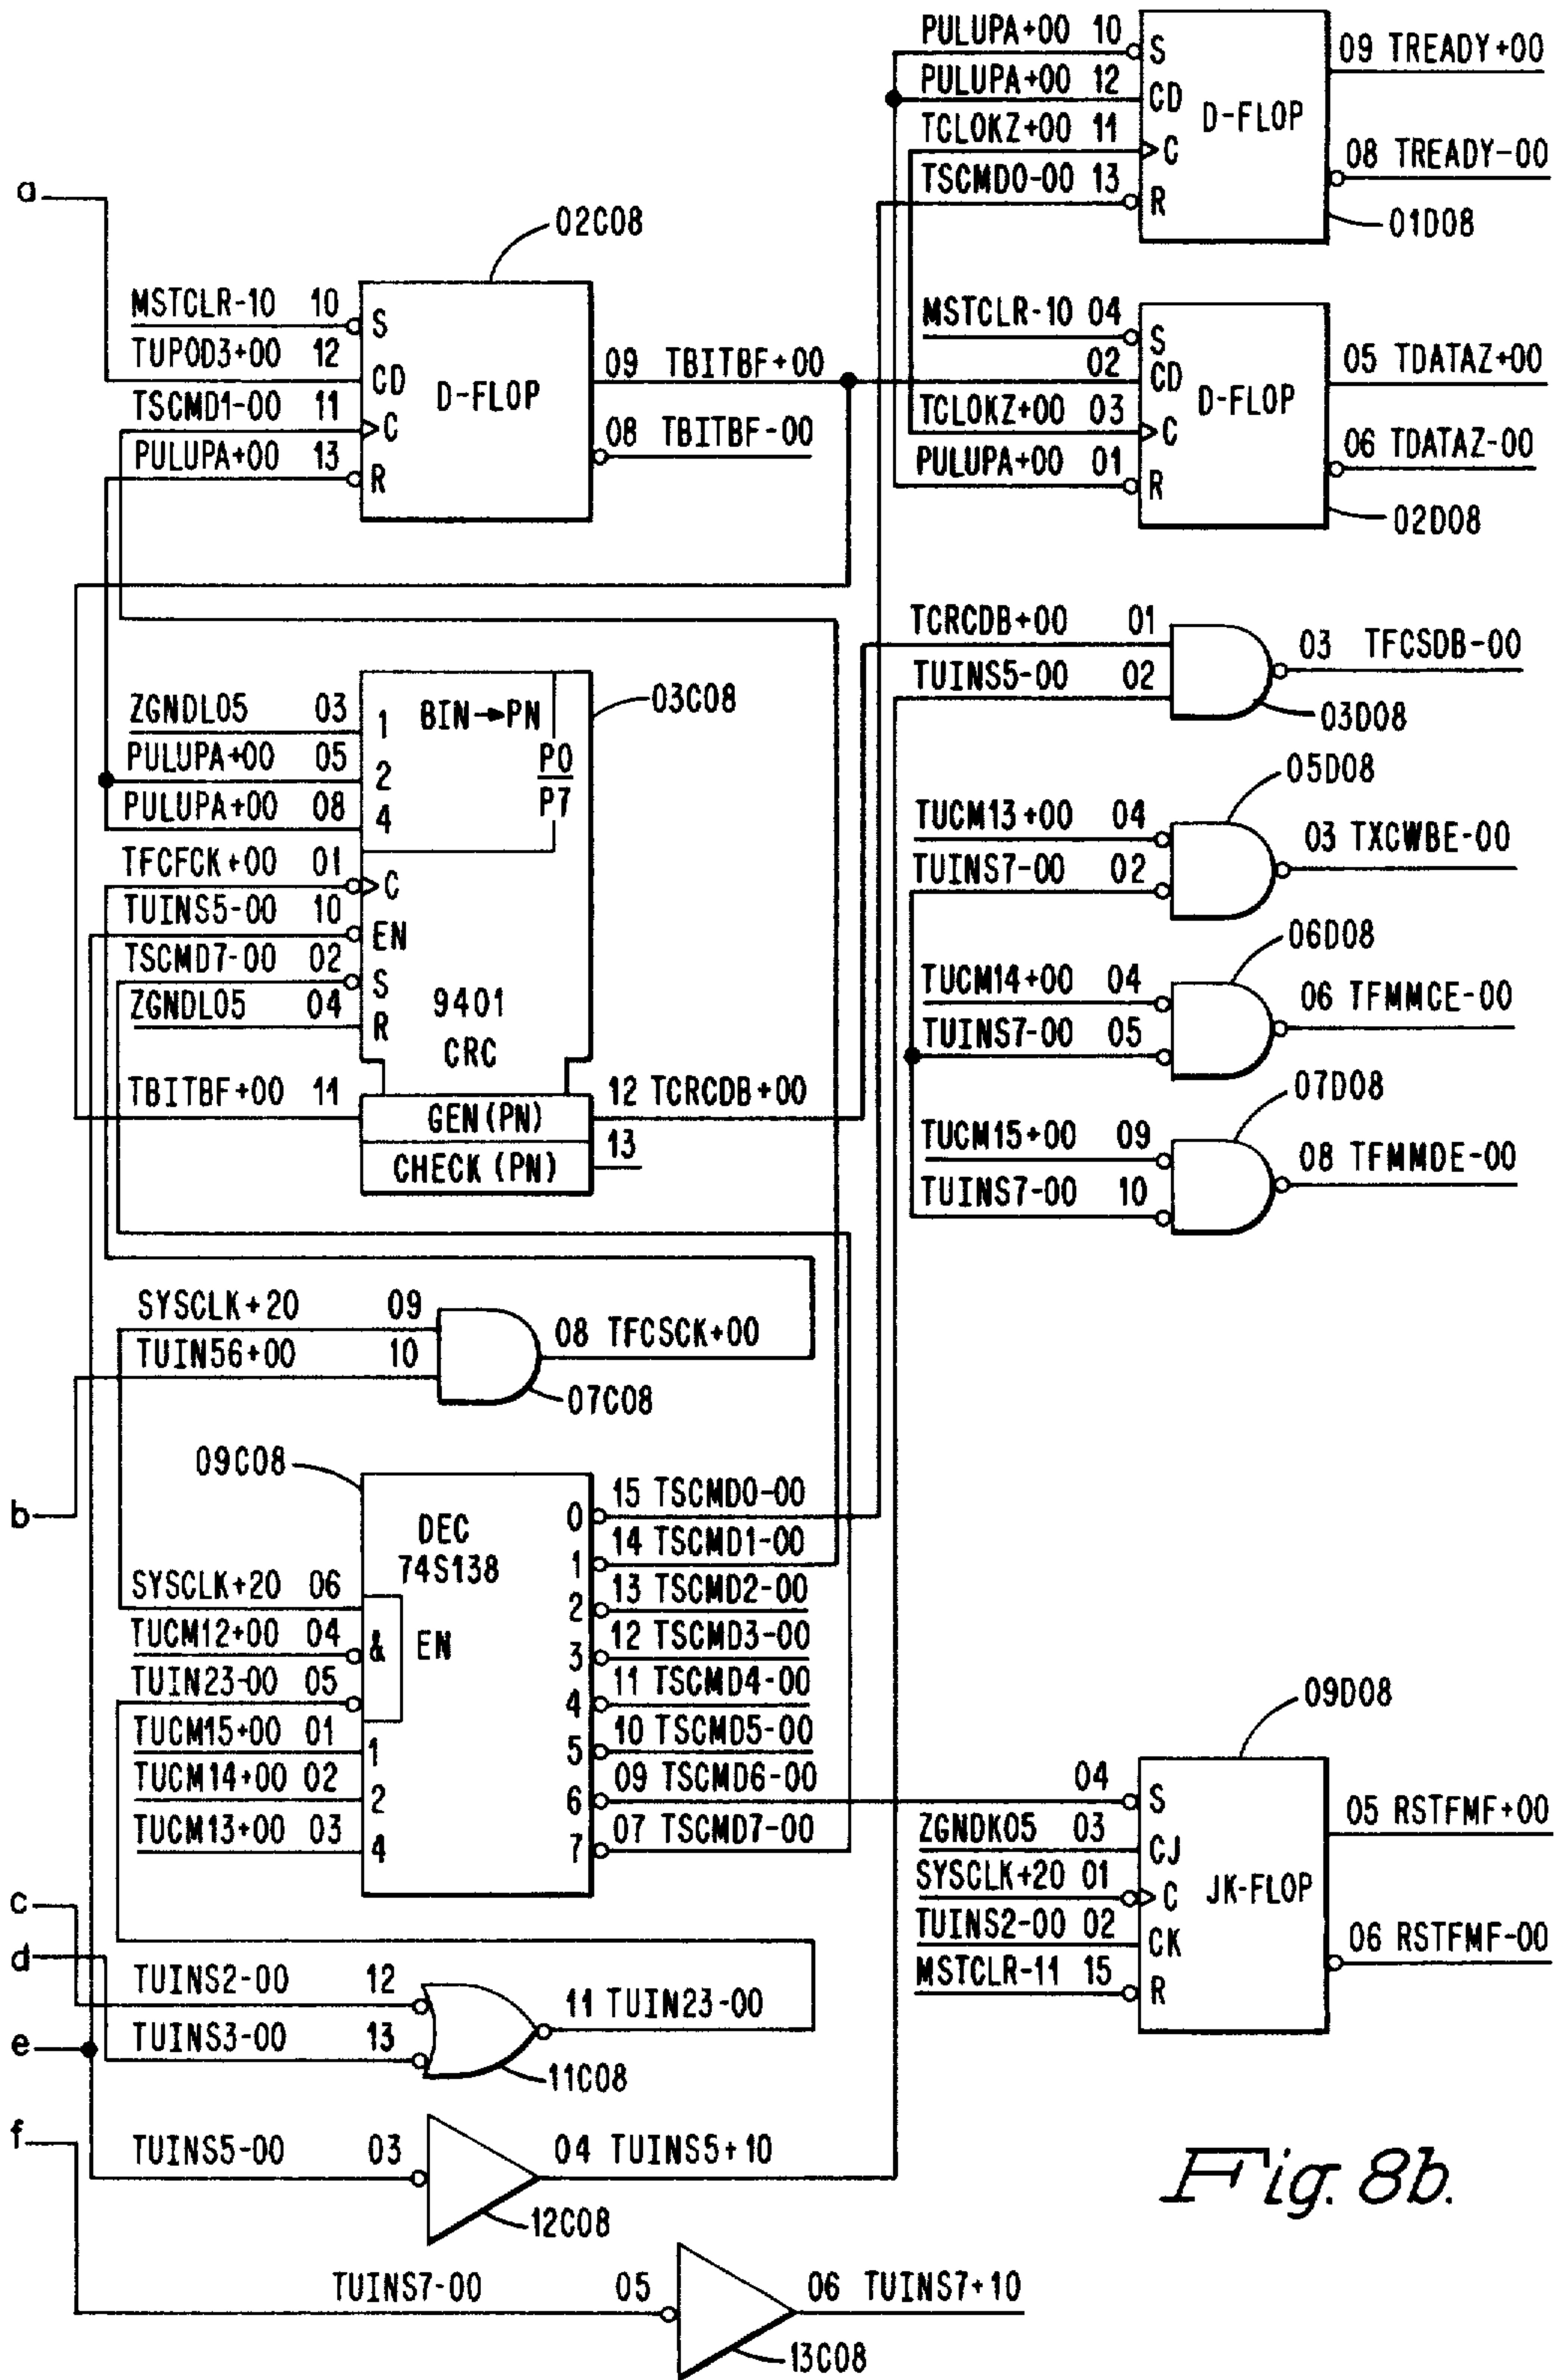 a
02C08
MSTCLR-10 10 S
TUPOD3+00 12 CD
TSCMD1-00 11 C
PULUPA+00 13 R
D-FLOP
09 TBITBF+00
08 TBITBF-00
03C08
ZGNDL05 03 1
PULUPA+00 05 2
PULUPA+00 08 4
BIN→PN
P0
P7
TFCFCK+00 01 C
TUINS5-00 10 EN
TSCMD7-00 02 S
ZGNDL05 04 R
9401
CRC
TBITBF+00 11
GEN (PN)
CHECK (PN)
12 TCRCDB+00
13
SYSCLK+20 09
TUIN56+00 10
08 TFCSCK+00
07C08
b
09C08
DEC
74S138
SYSCLK+20 06
TUCM12+00 04 &
TUIN23-00 05
EN
TUCM15+00 01 1
TUCM14+00 02 2
TUCM13+00 03 4
0 15 TSCMD0-00
1 14 TSCMD1-00
2 13 TSCMD2-00
3 12 TSCMD3-00
4 11 TSCMD4-00
5 10 TSCMD5-00
6 09 TSCMD6-00
7 07 TSCMD7-00
c
d
e
f
TUINS2-00 12
TUINS3-00 13
11 TUIN23-00
11C08
TUINS5-00 03
04 TUINS5+10
12C08
TUINS7-00 05
06 TUINS7+10
13C08
PULUPA+00 10 S
PULUPA+00 12 CD
TCLOKZ+00 11 C
TSCMD0-00 13 R
D-FLOP
09 TREADY+00
08 TREADY-00
01D08
MSTCLR-10 04 S
02 CD
TCLOKZ+00 03 C
PULUPA+00 01 R
D-FLOP
05 TDATAZ+00
06 TDATAZ-00
02D08
TCRCDB+00 01
TUINS5-00 02
03 TFCSDB-00
03D08
05D08
TUCM13+00 04
TUINS7-00 02
03 TXCWBE-00
06D08
TUCM14+00 04
TUINS7-00 05
06 TFMMCE-00
07D08
TUCM15+00 09
TUINS7-00 10
08 TFMMDE-00
09D08
04 S
ZGNDK05 03 CJ
SYSCLK+20 01 C
TUINS2-00 02 CK
MSTCLR-11 15 R
JK-FLOP
05 RSTFMF+00
06 RSTFMF-00
Fig. 8b.